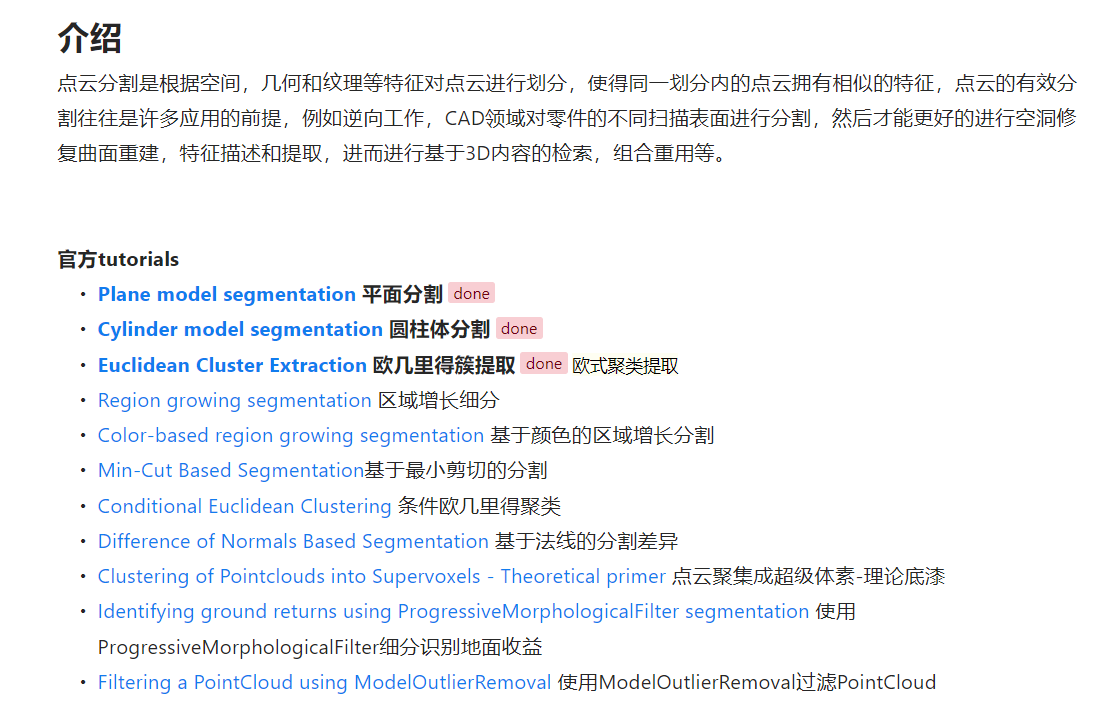 介绍
点云分割是根据空间，几何和纹理等特征对点云进行划分，使得同一划分内的点云拥有相似的特征，点云的有效分
割往往是许多应用的前提，例如逆向工作，CAD领域对零件的不同扫描表面进行分割，然后才能更好的进行空洞修
复曲面重建，特征描述和提取，进而进行基于3D内容的检索，组合重用等。
官方tutorials
• Plane model segmentation 平面分割 done
• Cylinder model segmentation 圆柱体分割 done
• Euclidean Cluster Extraction 欧几里得簇提取 done 欧式聚类提取
• Region growing segmentation 区域增长细分
• Color-based region growing segmentation 基于颜色的区域增长分割
• Min-Cut Based Segmentation基于最小剪切的分割
• Conditional Euclidean Clustering 条件欧几里得聚类
• Difference of Normals Based Segmentation 基于法线的分割差异
• Clustering of Pointclouds into Supervoxels - Theoretical primer 点云聚集成超级体素-理论底漆
• Identifying ground returns using ProgressiveMorphologicalFilter segmentation 使用
ProgressiveMorphologicalFilter细分识别地面收益
• Filtering a PointCloud using ModelOutlierRemoval 使用ModelOutlierRemoval过滤PointCloud